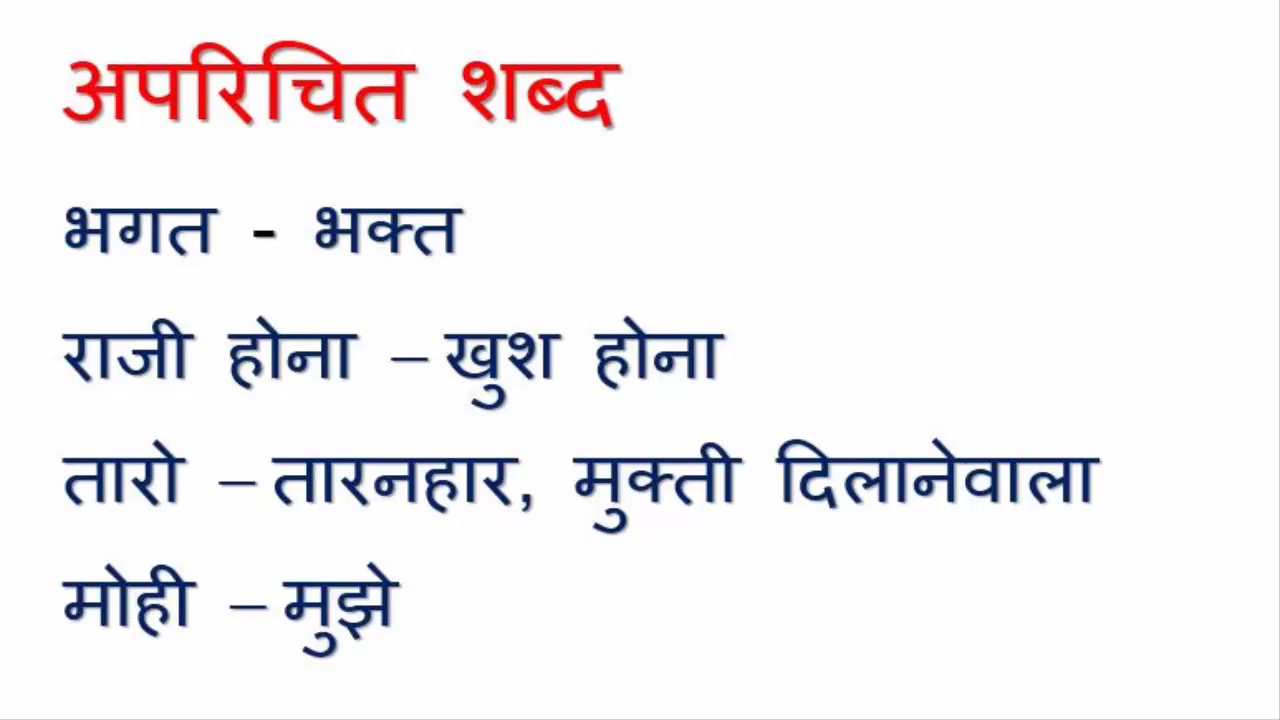 अपरिचित शब्द
भगत - भक्त
राजी होना – खुश होना
तारो – तारनहार, मुक्ती दिलानेवाला
मोही – मुझे